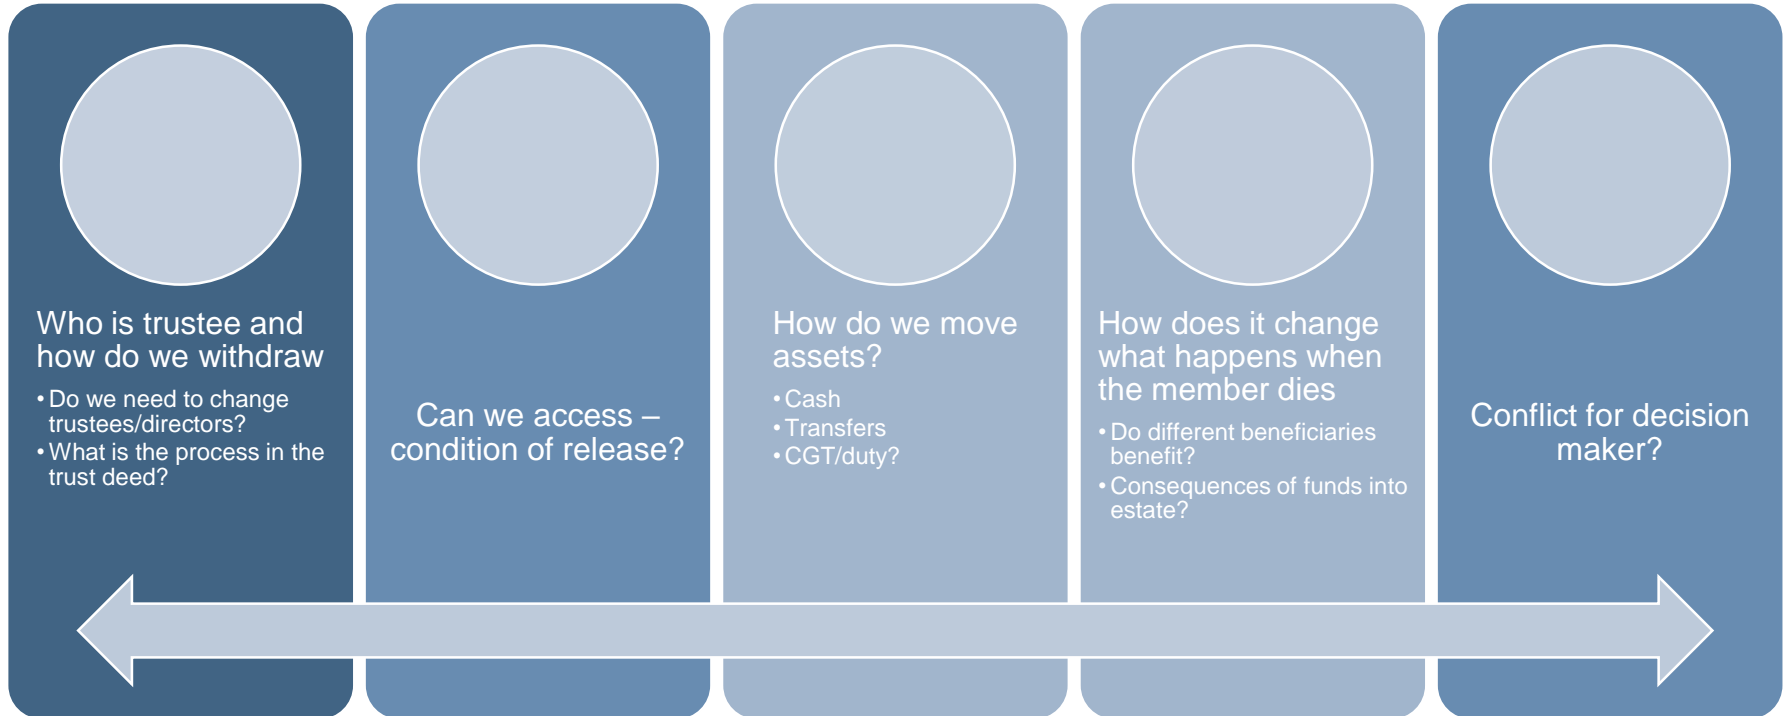 Who is trustee and
how do we withdraw
• Do we need to change
trustees/directors?
• What is the process in the
trust deed?
Can we access –
condition of release?
How do we move
assets?
• Cash
• Transfers
• CGT/duty?
How does it change
what happens when
the member dies
• Do different beneficiaries
benefit?
• Consequences of funds into
estate?
Conflict for decision
maker?